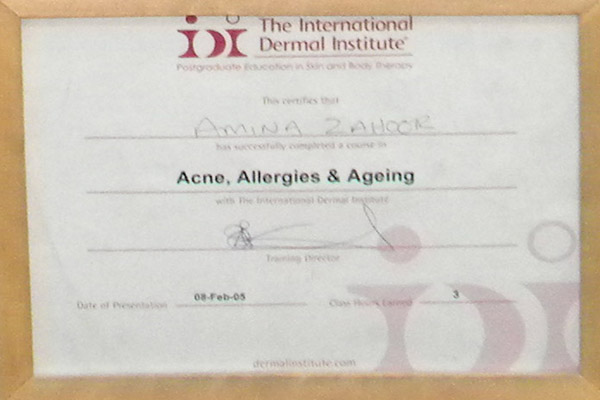 idi The International
Dermal Institute
Postgraduate Education in Skin and Body Therapy
This certifies that
AMINA ZAHOOR
has successfully completed a course in
Acne, Allergies & Ageing
with The International Dermal Institute
Training Director
Date of Presentation 08-Feb-05 Class Hours Earned 3
dermalinstitute.com